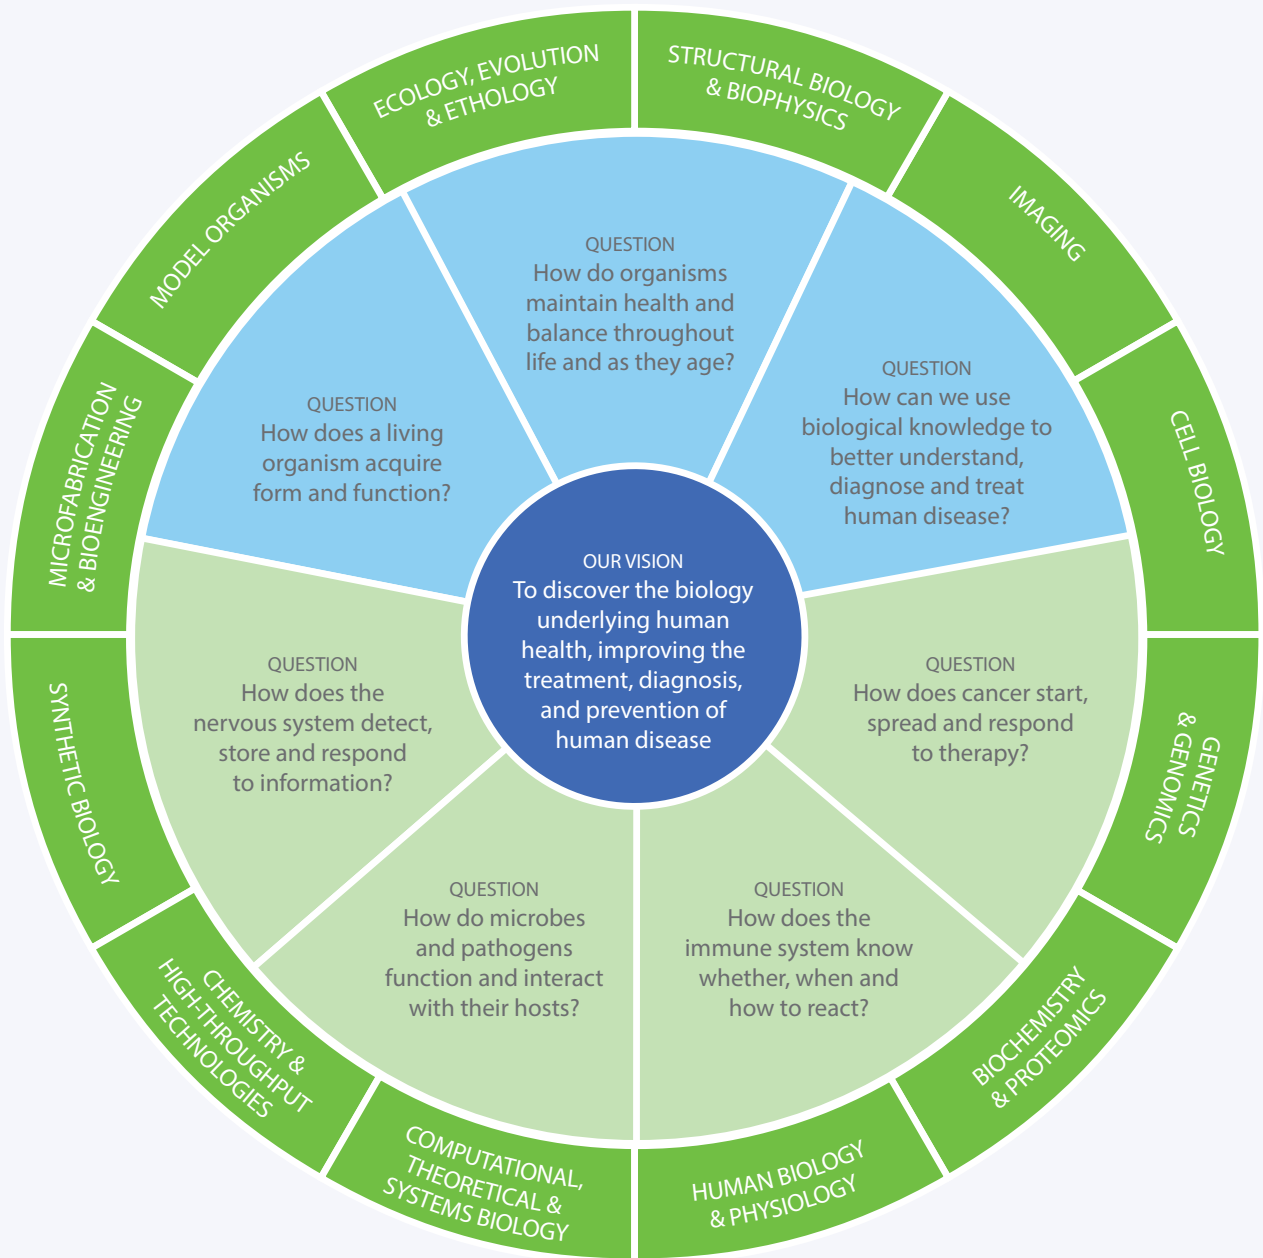 ECOLOGY, EVOLUTION
& ETHOLOGY
STRUCTURAL BIOLOGY
& BIOPHYSICS
IMAGING
CELL BIOLOGY
GENETICS
& GENOMICS
BIOCHEMISTRY
& PROTEOMICS
HUMAN BIOLOGY
& PHYSIOLOGY
COMPUTATIONAL,
THEORETICAL &
SYSTEMS BIOLOGY
CHEMISTRY &
HIGH-THROUGHPUT
TECHNOLOGIES
SYNTHETIC BIOLOGY
MICROFABRICATION
& BIOENGINEERING
MODEL ORGANISMS
QUESTION
How do organisms
maintain health and
balance throughout
life and as they age?
QUESTION
How can we use
biological knowledge to
better understand,
diagnose and treat
human disease?
QUESTION
How does cancer start,
spread and respond
to therapy?
QUESTION
How does the
immune system know
whether, when and
how to react?
QUESTION
How do microbes
and pathogens
function and interact
with their hosts?
QUESTION
How does the
nervous system detect,
store and respond
to information?
QUESTION
How does a living
organism acquire
form and function?
OUR VISION
To discover the biology
underlying human
health, improving the
treatment, diagnosis,
and prevention of
human disease